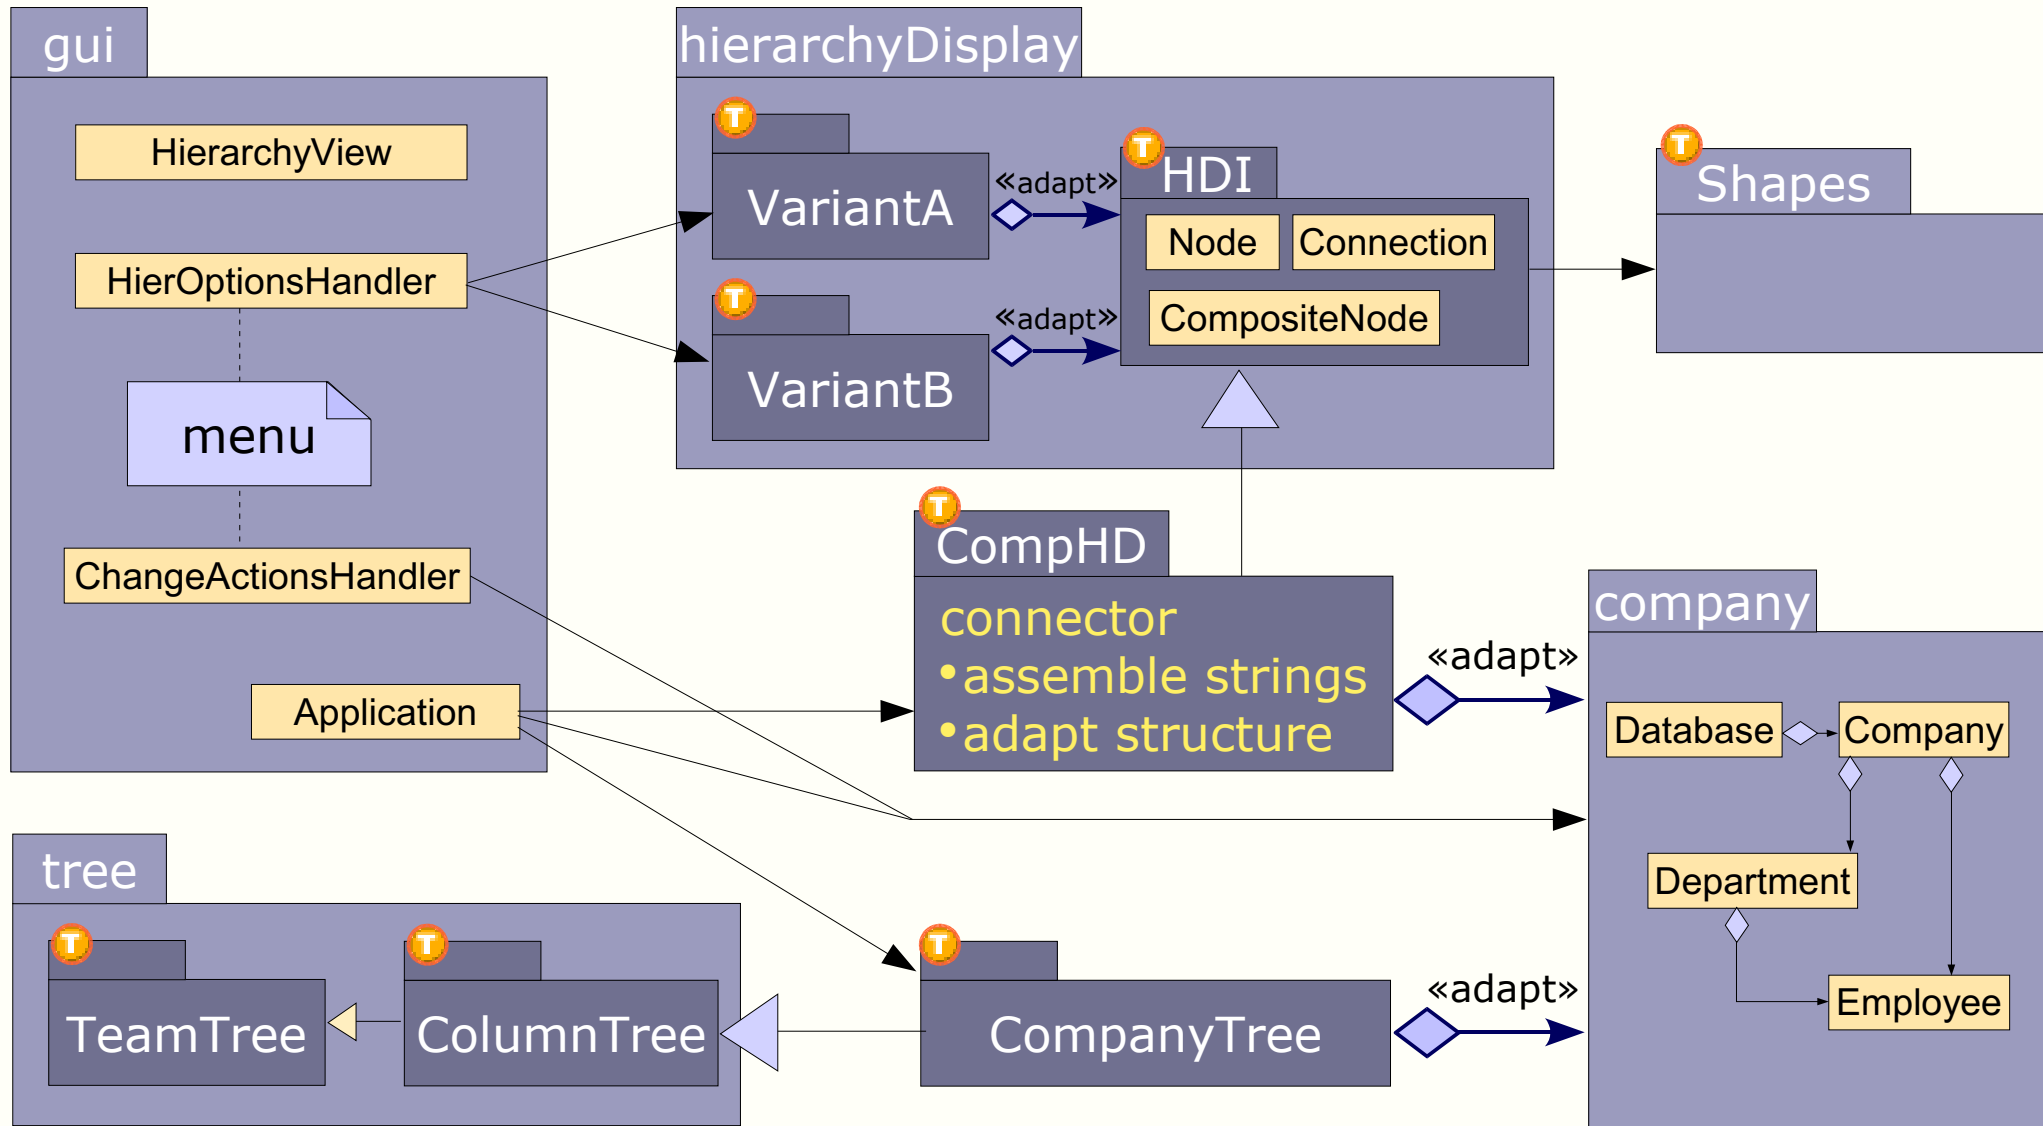 gui
HierarchyView
HierOptionsHandler
menu
ChangeActionsHandler
Application
hierarchyDisplay
T
VariantA
«adapt»
T
HDI
Node
Connection
CompositeNode
T
VariantB
«adapt»
T
Shapes
T
CompHD
connector
•assemble strings
•adapt structure
«adapt»
company
Database
Company
Department
Employee
tree
T
TeamTree
T
ColumnTree
T
CompanyTree
«adapt»